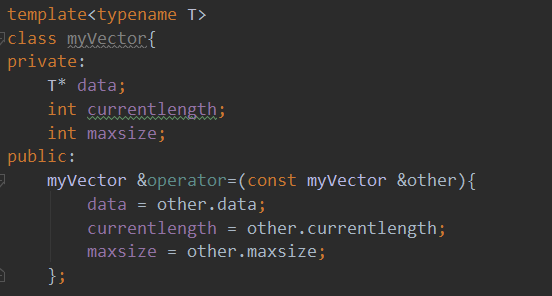 template<typename T>
class myVector{
private:
    T* data;
    int currentlength;
    int maxsize;
public:
    myVector &operator=(const myVector &other){
        data = other.data;
        currentlength = other.currentlength;
        maxsize = other.maxsize;
    };